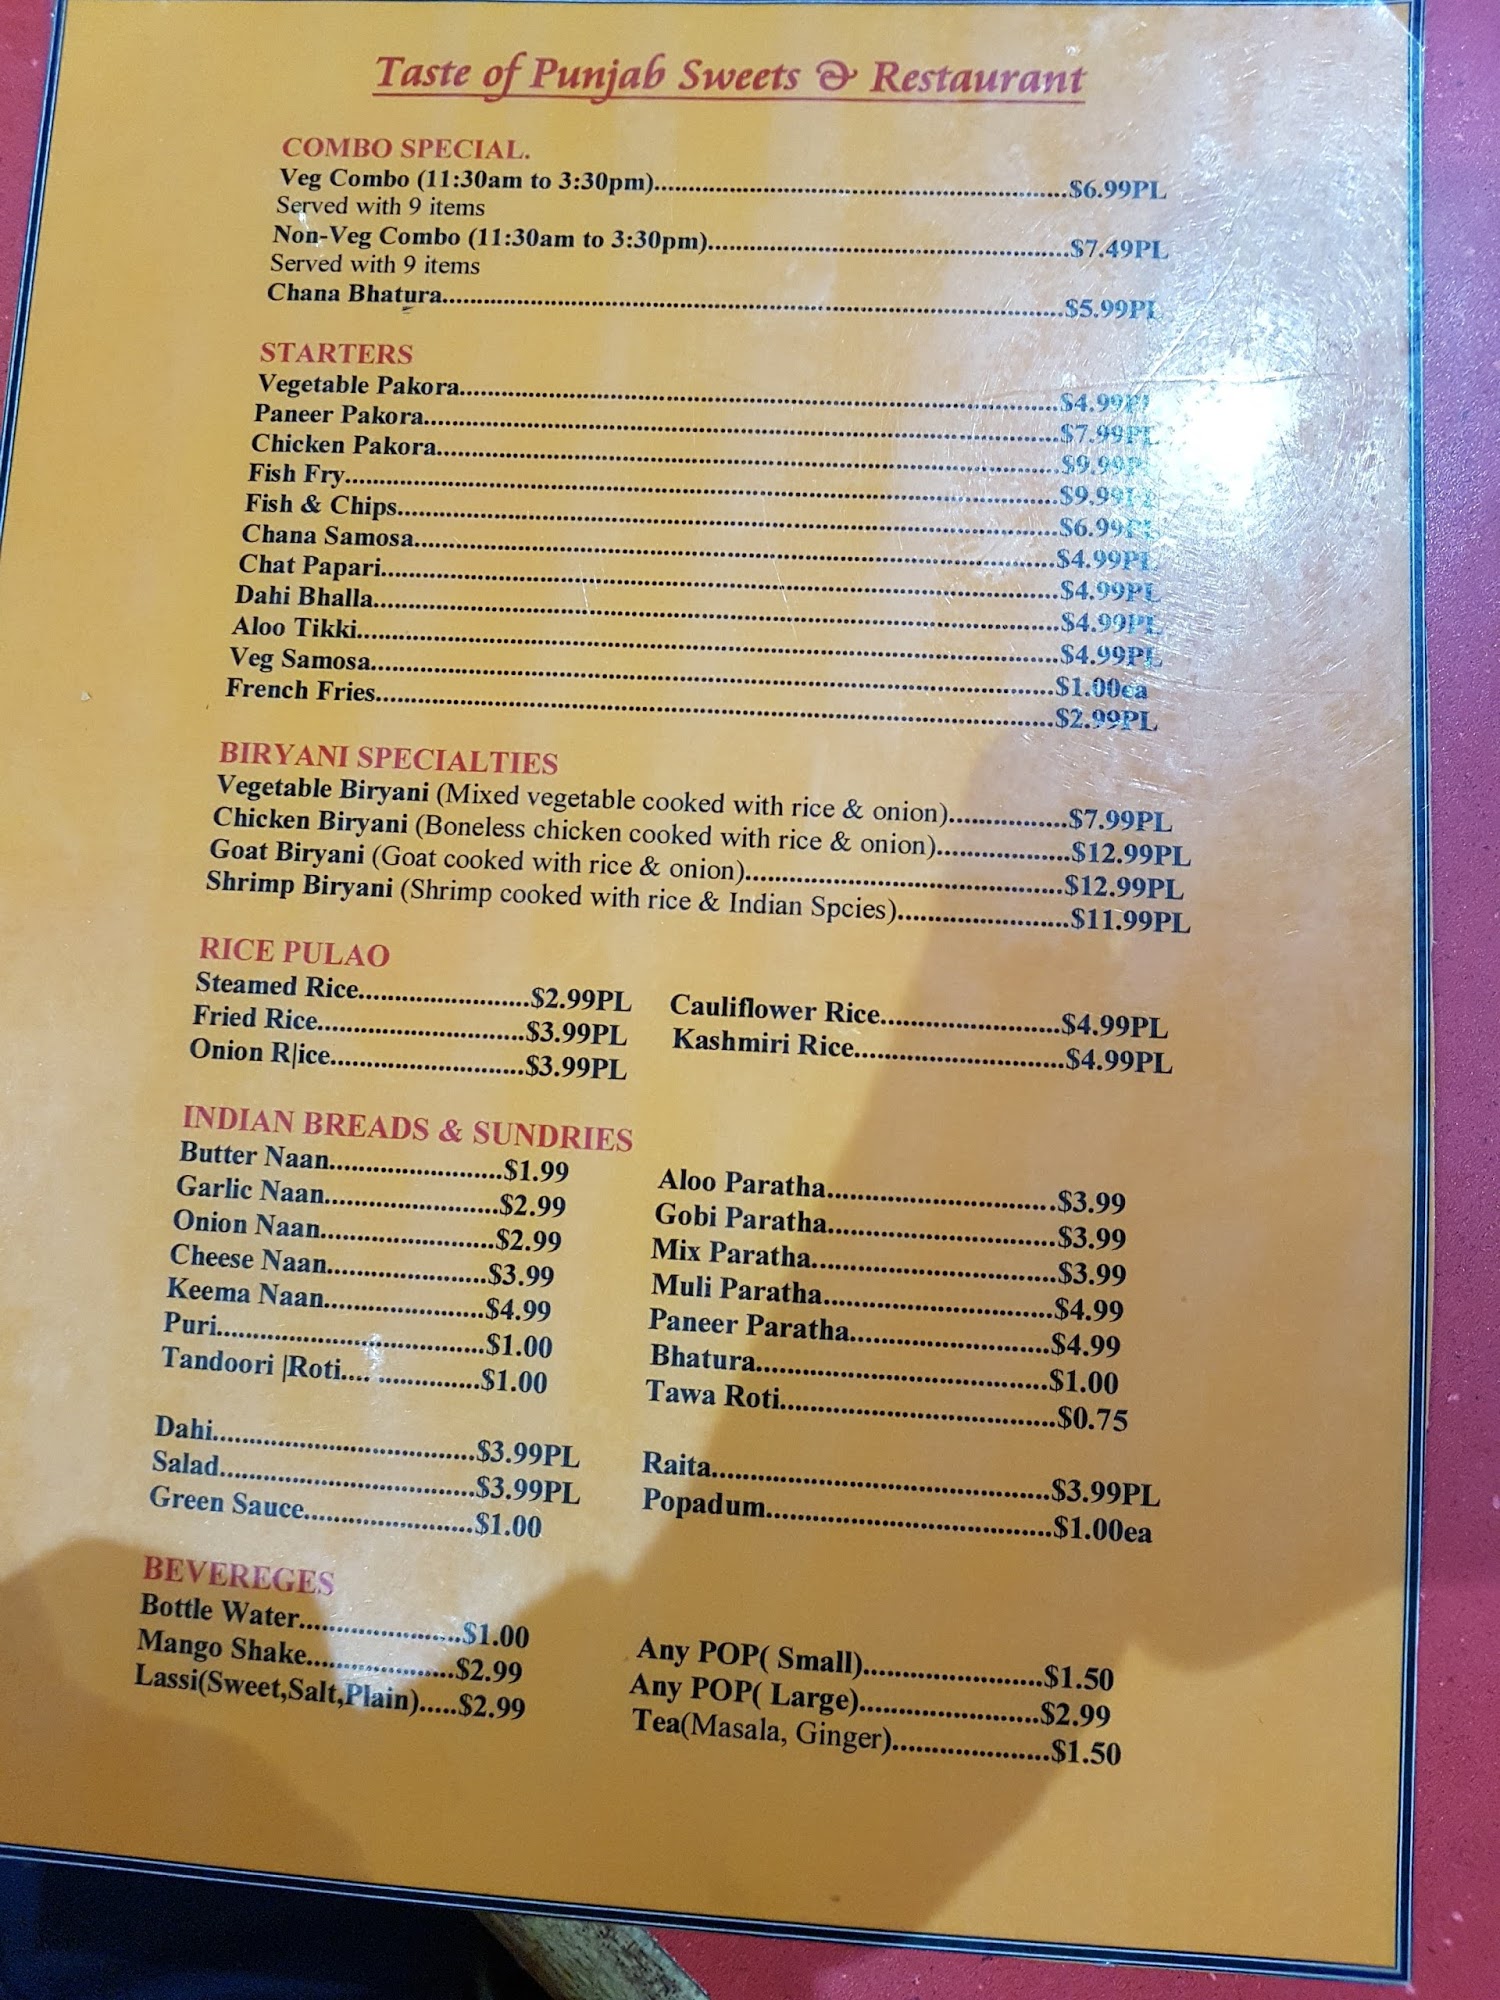 Taste of Punjab Sweets & Restaurant
COMBO SPECIAL.
Veg Combo (11:30am to 3:30pm)..........$6.99PL
Served with 9 items
Non-Veg Combo (11:30am to 3:30pm)..........$7.49PL
Served with 9 items
Chana Bhatura..........$5.99PL
STARTERS
Vegetable Pakora..........$4.99PL
Paneer Pakora..........$7.99PL
Chicken Pakora..........$9.99PL
Fish Fry..........$9.99PL
Fish & Chips..........$6.99PL
Chana Samosa..........$4.99PL
Chat Papari..........$4.99PL
Dahi Bhalla..........$4.99PL
Aloo Tikki..........$4.99PL
Veg Samosa..........$1.00ea
French Fries..........$2.99PL
BIRYANI SPECIALTIES
Vegetable Biryani (Mixed vegetable cooked with rice & onion)..........$7.99PL
Chicken Biryani (Boneless chicken cooked with rice & onion)..........$12.99PL
Goat Biryani (Goat cooked with rice & onion)..........$12.99PL
Shrimp Biryani (Shrimp cooked with rice & Indian Spcies)..........$11.99PL
RICE PULAO
Steamed Rice..........$2.99PL Cauliflower Rice..........$4.99PL
Fried Rice..........$3.99PL Kashmiri Rice..........$4.99PL
Onion R|ice..........$3.99PL
INDIAN BREADS & SUNDRIES
Butter Naan..........$1.99 Aloo Paratha..........$3.99
Garlic Naan..........$2.99 Gobi Paratha..........$3.99
Onion Naan..........$2.99 Mix Paratha..........$3.99
Cheese Naan..........$3.99 Muli Paratha..........$4.99
Keema Naan..........$4.99 Paneer Paratha..........$4.99
Puri..........$1.00 Bhatura..........$1.00
Tandoori |Roti..........$1.00 Tawa Roti..........$0.75
Dahi..........$3.99PL Raita..........$3.99PL
Salad..........$3.99PL Popadum..........$1.00ea
Green Sauce..........$1.00
BEVEREGES
Bottle Water..........$1.00 Any POP( Small)..........$1.50
Mango Shake..........$2.99 Any POP( Large)..........$2.99
Lassi(Sweet,Salt,Plain).....$2.99 Tea(Masala, Ginger)..........$1.50